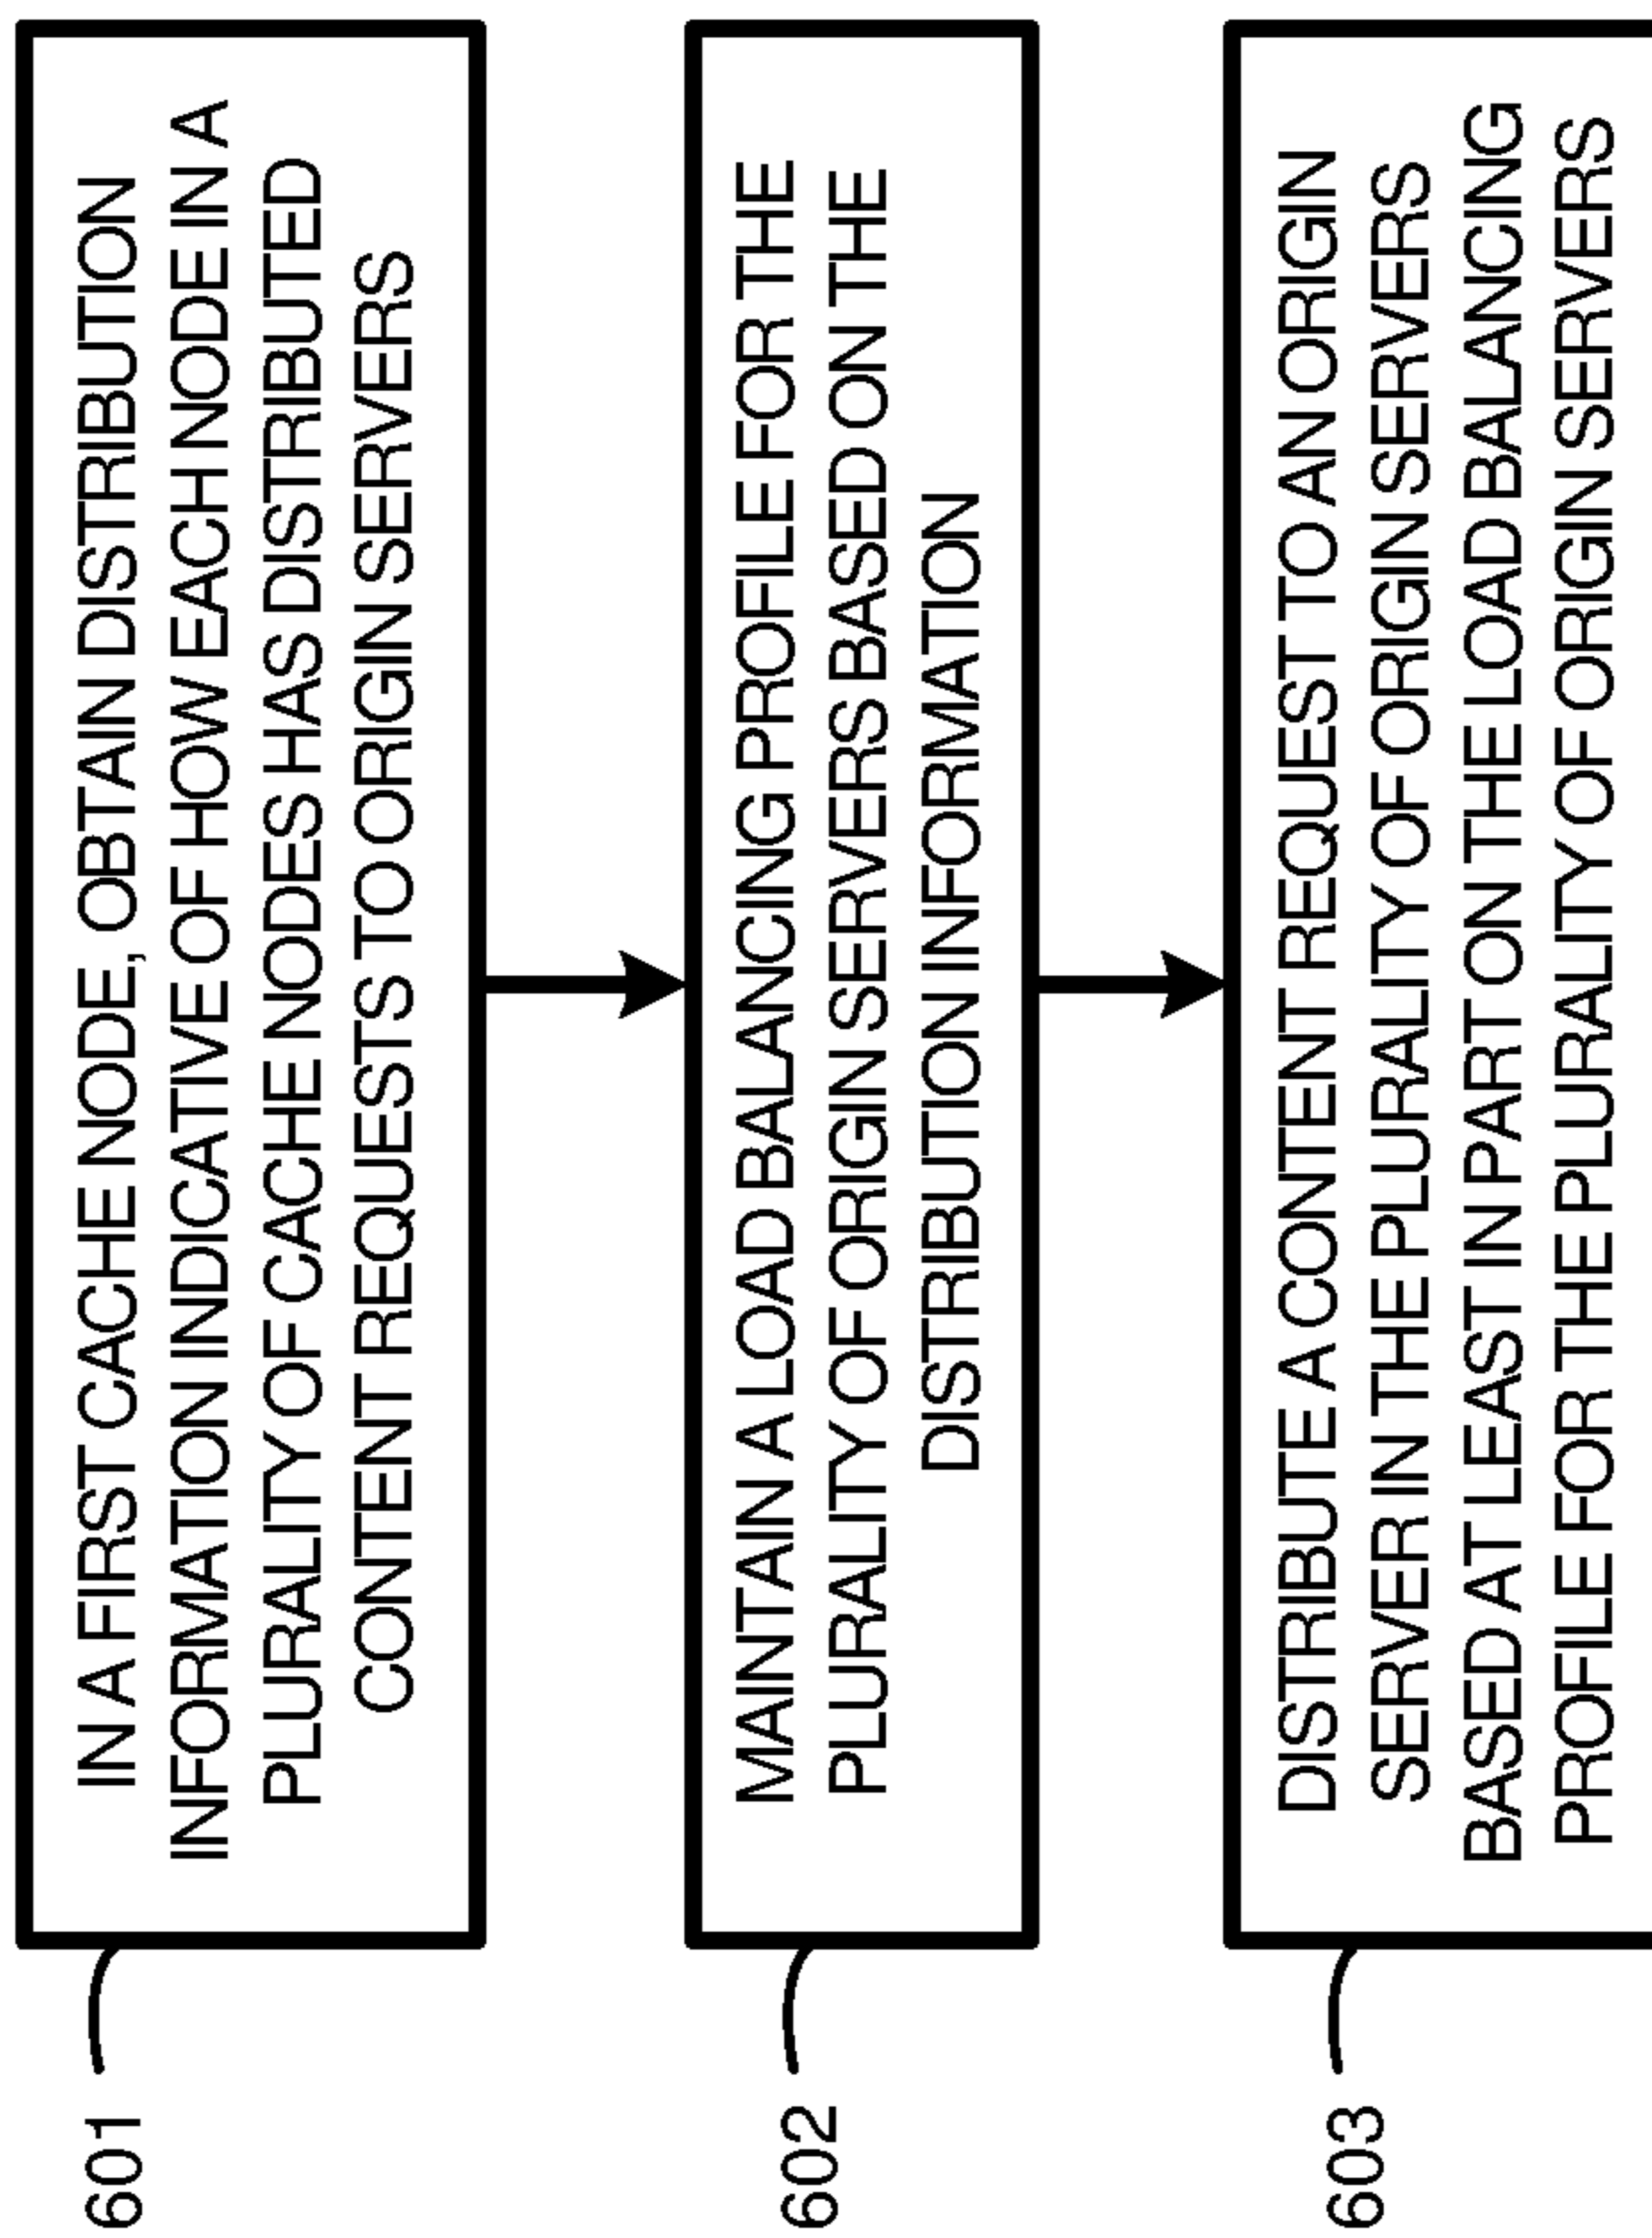 601
IN A FIRST CACHE NODE, OBTAIN DISTRIBUTION
INFORMATION INDICATIVE OF HOW EACH NODE IN A
PLURALITY OF CACHE NODES HAS DISTRIBUTED
CONTENT REQUESTS TO ORIGIN SERVERS
602
MAINTAIN A LOAD BALANCING PROFILE FOR THE
PLURALITY OF ORIGIN SERVERS BASED ON THE
DISTRIBUTION INFORMATION
603
DISTRIBUTE A CONTENT REQUEST TO AN ORIGIN
SERVER IN THE PLURALITY OF ORIGIN SERVERS
BASED AT LEAST IN PART ON THE LOAD BALANCING
PROFILE FOR THE PLURALITY OF ORIGIN SERVERS